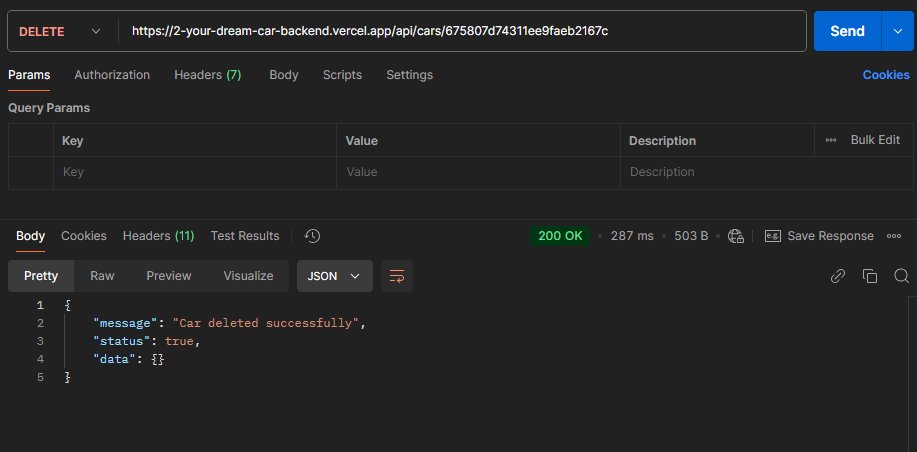 DELETE https://2-your-dream-car-backend.vercel.app/api/cars/675807d74311ee9faeb2167c Send
Params Authorization Headers (7) Body Scripts Settings Cookies
Query Params
Key Value Description ••• Bulk Edit
Key Value Description
Body Cookies Headers (11) Test Results 200 OK • 287 ms • 503 B • e.g. Save Response •••
Pretty Raw Preview Visualize JSON
1 {
2 "message": "Car deleted successfully",
3 "status": true,
4 "data": {}
5 }